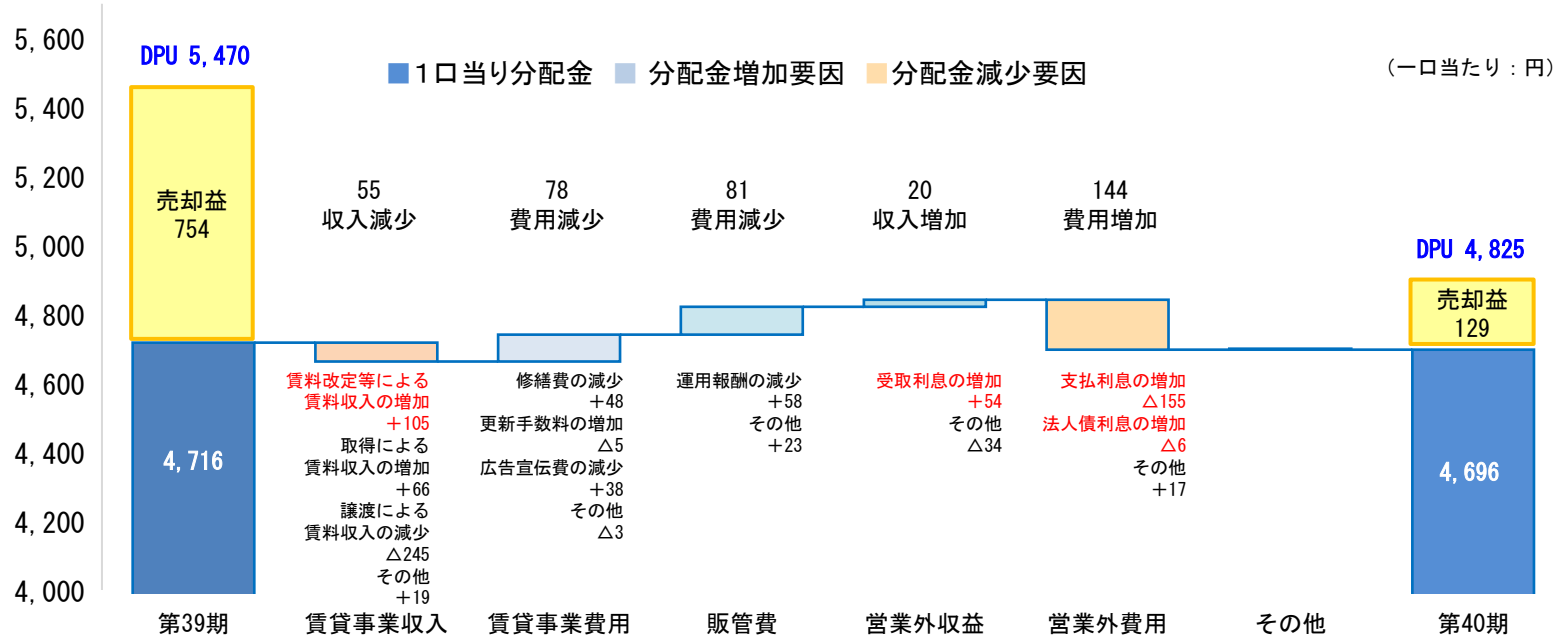 DPU 5,470
1口当り分配金
分配金増加要因
分配金減少要因
(一口当たり:円)
5,600
5,400
5,200
5,000
4,800
4,600
4,400
4,200
4,000
売却益
754
4,716
55
収入減少
78
費用減少
81
費用減少
20
収入増加
144
費用増加
DPU 4,825
売却益
129
4,696
賃料改定等による
賃料収入の増加
+105
取得による
賃料収入の増加
+66
譲渡による
賃料収入の減少
△245
その他
+19
修繕費の減少
+48
更新手数料の増加
△5
広告宣伝費の減少
+38
その他
△3
運用報酬の減少
+58
その他
+23
受取利息の増加
+54
その他
△34
支払利息の増加
△155
法人債利息の増加
△6
その他
+17
第39期
賃貸事業収入
賃貸事業費用
販管費
営業外収益
営業外費用
その他
第40期